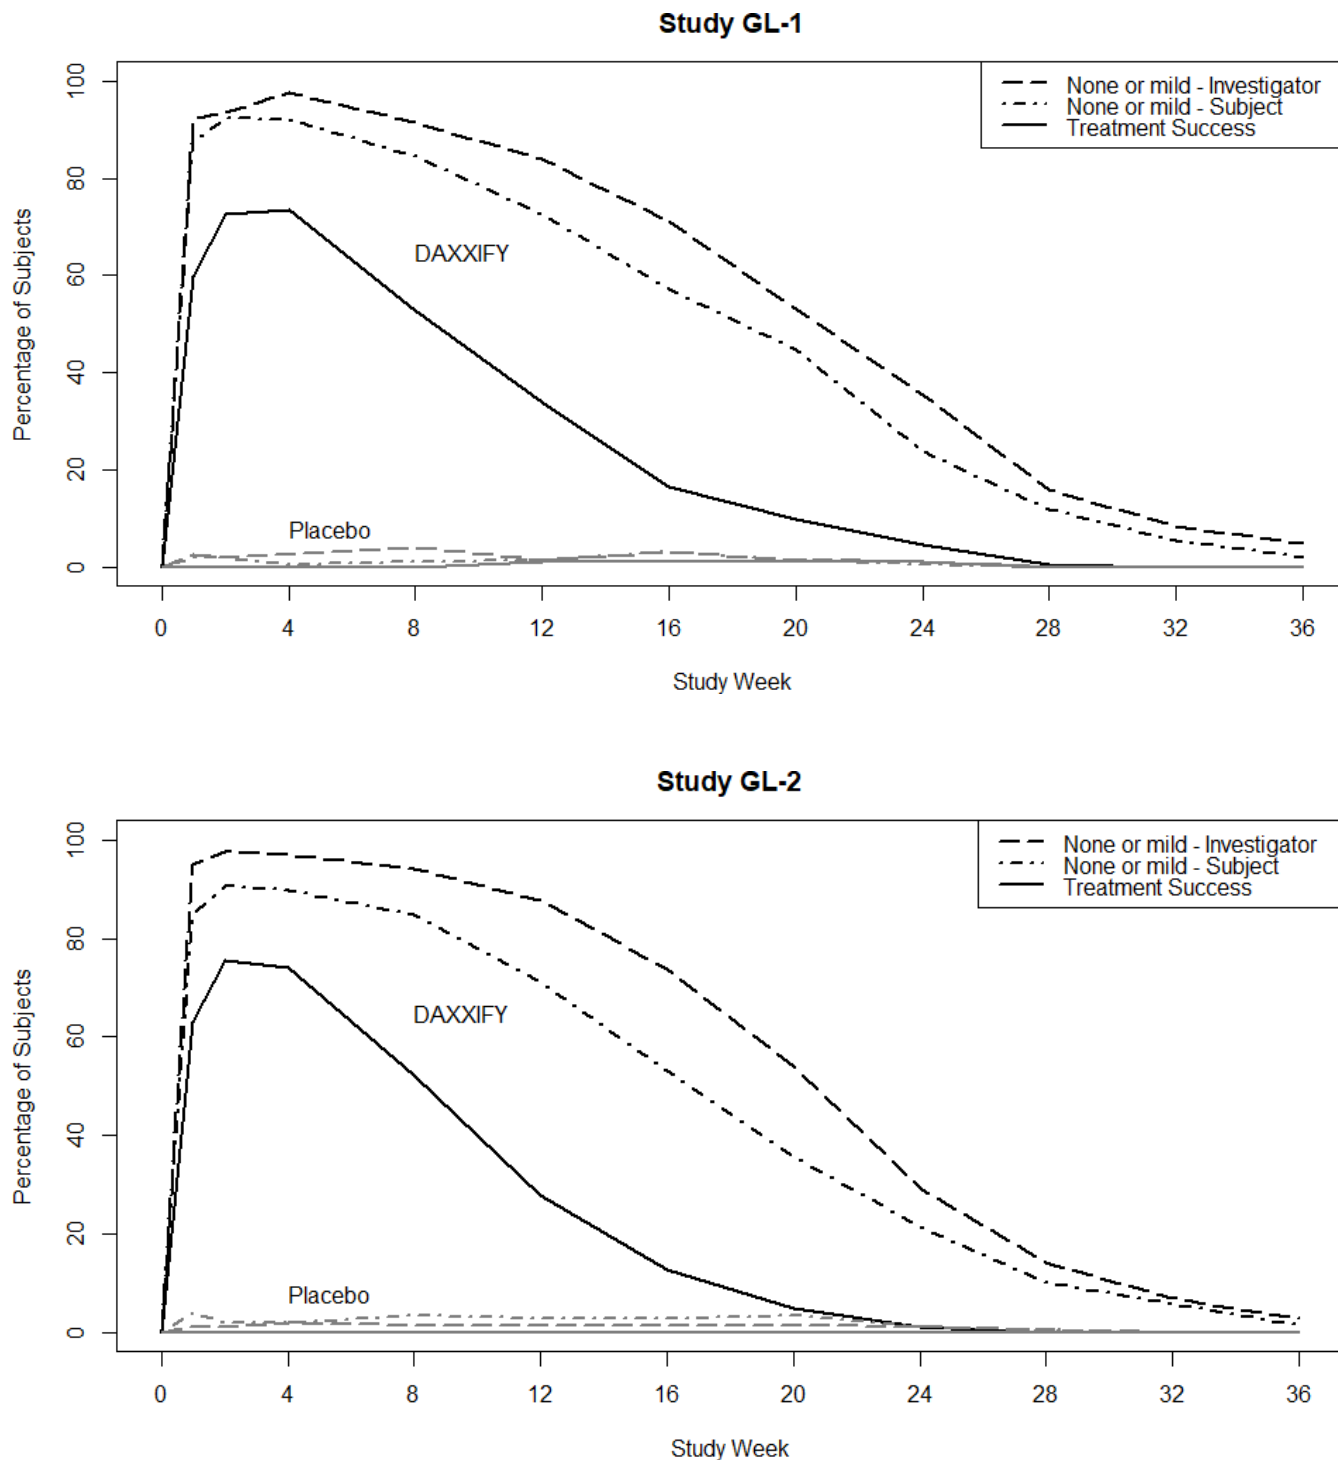 Study GL-1
None or mild - Investigator
None or mild - Subject
Treatment Success
Percentage of Subjects
100
80
60
40
20
0
DAXXIFY
Placebo
0 4 8 12 16 20 24 28 32 36
Study Week
Study GL-2
None or mild - Investigator
None or mild - Subject
Treatment Success
Percentage of Subjects
100
80
60
40
20
0
DAXXIFY
Placebo
0 4 8 12 16 20 24 28 32 36
Study Week